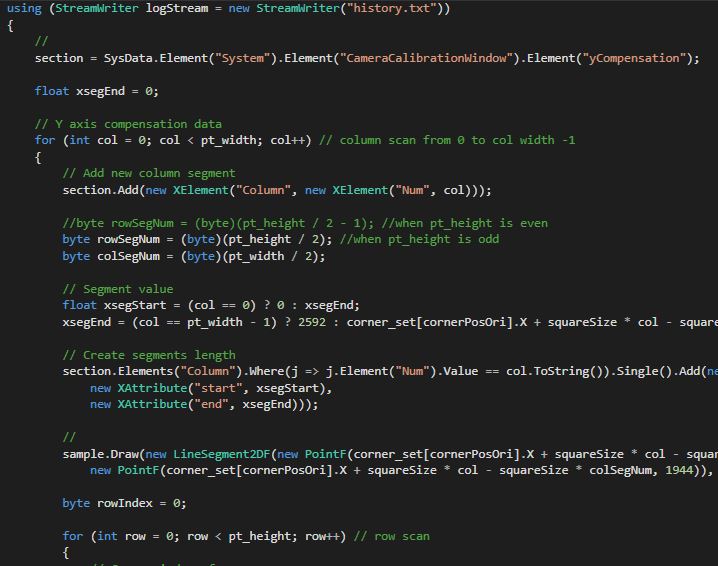 using (StreamWriter logStream = new StreamWriter("history.txt"))
{
//
section = SysData.Element("System").Element("CameraCalibrationWindow").Element("yCompensation");
float xsegEnd = 0;
// Y axis compensation data
for (int col = 0; col < pt_width; col++) // column scan from 0 to col width -1
{
// Add new column segment
section.Add(new XElement("Column", new XElement("Num", col)));
//byte rowSegNum = (byte)(pt_height / 2 - 1); //when pt_height is even
byte rowSegNum = (byte)(pt_height / 2); //when pt_height is odd
byte colSegNum = (byte)(pt_width / 2);
// Segment value
float xsegStart = (col == 0) ? 0 : xsegEnd;
xsegEnd = (col == pt_width - 1) ? 2592 : corner_set[cornerPosOri].X + squareSize * col - square
// Create segments length
section.Elements("Column").Where(j => j.Element("Num").Value == col.ToString()).Single().Add(ne
new XAttribute("start", xsegStart),
new XAttribute("end", xsegEnd)));
//
sample.Draw(new LineSegment2DF(new PointF(corner_set[cornerPosOri].X + squareSize * col - squar
new PointF(corner_set[cornerPosOri].X + squareSize * col - squareSize * colSegNum, 1944)),
byte rowIndex = 0;
for (int row = 0; row < pt_height; row++) // row scan
{